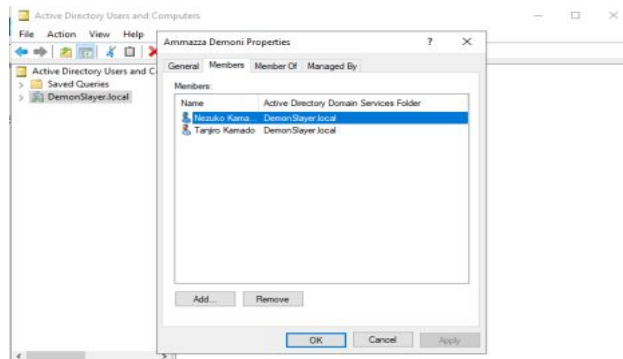 Active Directory Users and Computers
File Action View Help
Ammazza Demoni Properties ? ×
General Members Member Of Managed By
Active Directory Users and C
Saved Queries
DemonSlayer.local
Members:
Name Active Directory Domain Services Folder
Nezuko Kama... DemonSlayer.local
Tanjiro Kamado DemonSlayer.local
Add... Remove
OK Cancel Apply